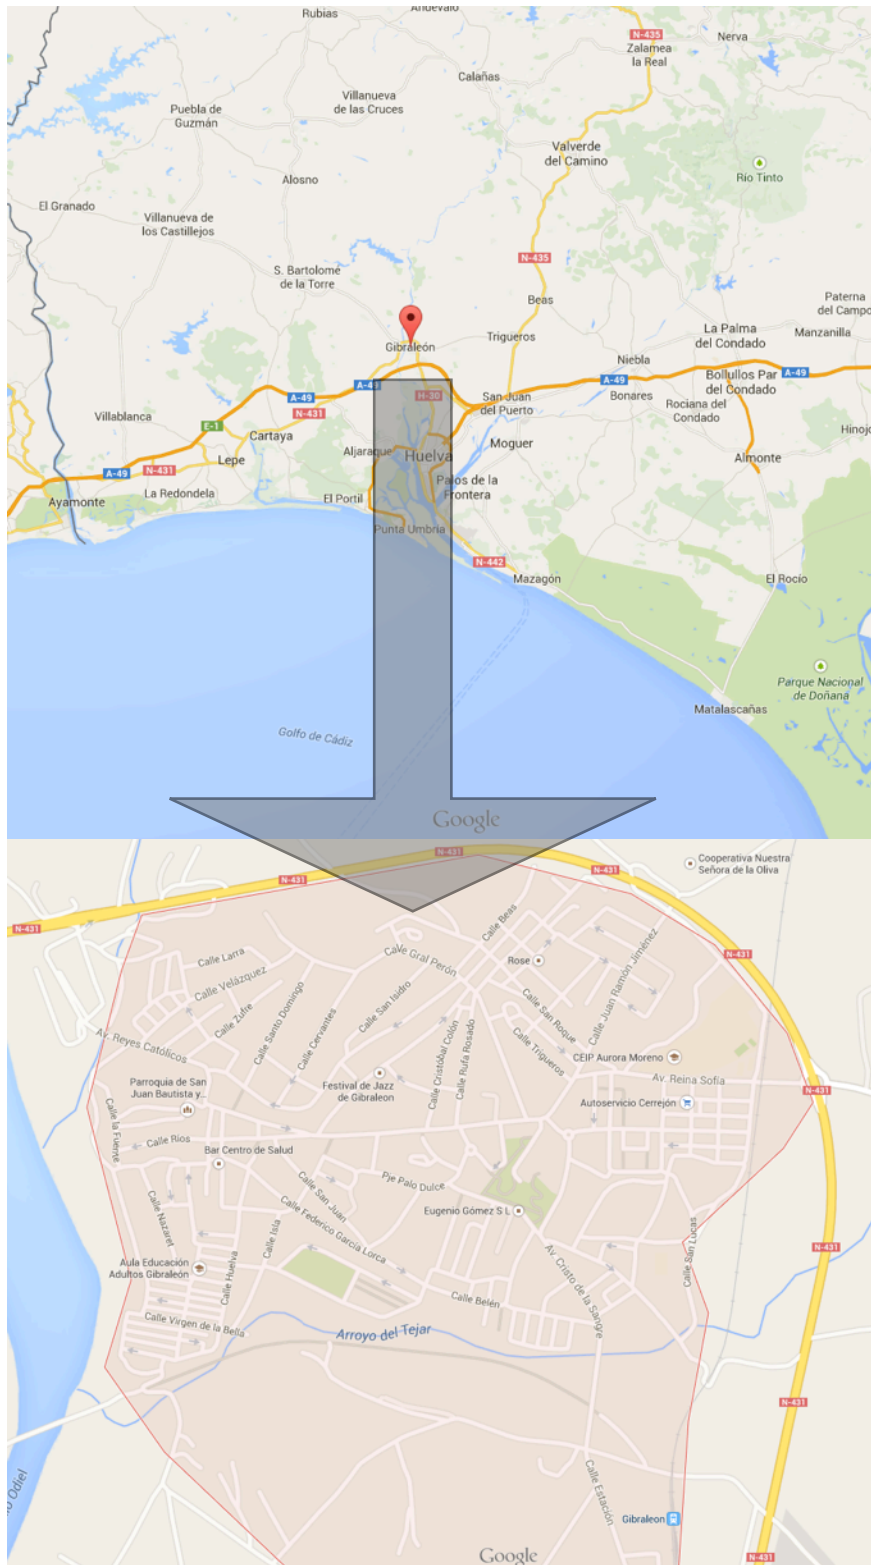 Rubias
Andévalo
N-435
Nerva
Zalamea
la Real
Calañas
Villanueva
de las Cruces
Puebla de
Guzmán
Valverde
del Camino
Río Tinto
Alosno
El Granado
Villanueva de
los Castillejos
N-435
S. Bartolomé
de la Torre
Beas
Paterna
del Campo
Trigueros
La Palma
del Condado
Manzanilla
Gibraleón
Niebla
A-49
A-49
A-49
Bollullos Par
del Condado
A-49
H-30
San Juan
del Puerto
Bonares
Rociana del
Condado
Villablanca
N-431
E-1
Cartaya
Hinojo
Moguer
Aljaraque
Huelva
Lepe
Almonte
A-49
N-431
Palos de la
Frontera
La Redondela
El Portil
Ayamonte
Punta Umbría
N-442
Mazagón
El Rocío
Parque Nacional
de Doñana
Matalascañas
Golfo de Cádiz
Google
N-431
Cooperativa Nuestra
Señora de la Oliva
N-431
N-431
N-431
Calle Beas
Calle Juan Ramón Jiménez
N-431
Calle Gral Perón
Rose
Calle Larra
Calle Velázquez
Calle Zufre
Calle Santo Domingo
Calle Cervantes
Calle San Isidro
Calle San Roque
Calle Trigueros
Calle Cristóbal Colón
Calle Rufa Rosado
Av. Reyes Católicos
CEIP Aurora Moreno
Av. Reina Sofía
Parroquia de San
Juan Bautista y...
Festival de Jazz
de Gibraleon
N-431
Autoservicio Cerrejón
Calle la Fuente
Calle Rios
Bar Centro de Salud
Pje Palo Dulce
Calle San Juan
Calle Federico García Lorca
Eugenio Gómez S L
Calle Nazaret
Calle Isla
Calle San Lucas
N-431
Aula Educación
Adultos Gibraleón
Calle Huelva
Av. Cristo de la Sangre
Calle Belén
Calle Virgen de la Bella
Arroyo del Tejar
N-431
Odiel
Calle Estación
Gibraleon
Google
N-431